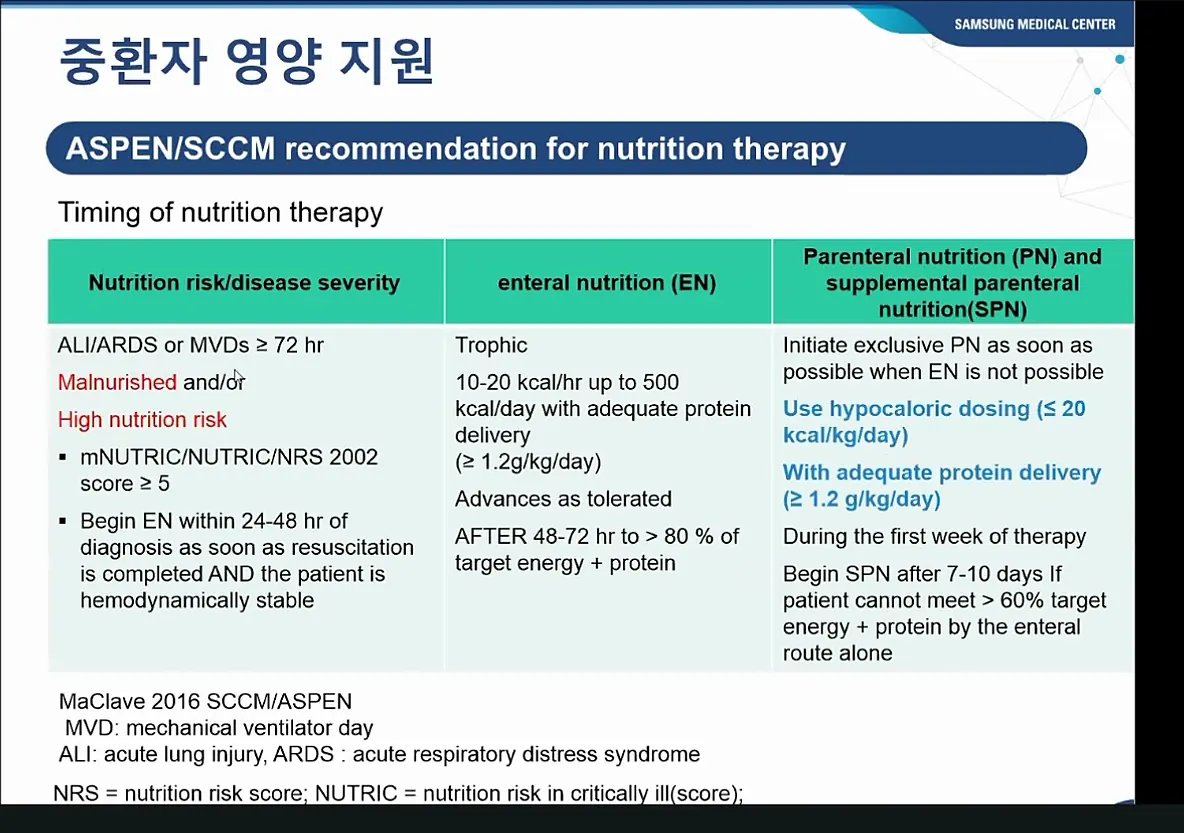 SAMSUNG MEDICAL CENTER
중환자 영양 지원
ASPEN/SCCM recommendation for nutrition therapy
Timing of nutrition therapy
Nutrition risk/disease severity
enteral nutrition (EN)
Parenteral nutrition (PN) and
supplemental parenteral
nutrition(SPN)
ALI/ARDS or MVDs ≥ 72 hr
Malnurished and/or
High nutrition risk
▪ mNUTRIC/NUTRIC/NRS 2002
score ≥ 5
▪ Begin EN within 24-48 hr of
diagnosis as soon as resuscitation
is completed AND the patient is
hemodynamically stable
Trophic
10-20 kcal/hr up to 500
kcal/day with adequate protein
delivery
(≥ 1.2g/kg/day)
Advances as tolerated
AFTER 48-72 hr to > 80 % of
target energy + protein
Initiate exclusive PN as soon as
possible when EN is not possible
Use hypocaloric dosing (≤ 20
kcal/kg/day)
With adequate protein delivery
(≥ 1.2 g/kg/day)
During the first week of therapy
Begin SPN after 7-10 days If
patient cannot meet > 60% target
energy + protein by the enteral
route alone
MaClave 2016 SCCM/ASPEN
MVD: mechanical ventilator day
ALI: acute lung injury, ARDS : acute respiratory distress syndrome
NRS = nutrition risk score; NUTRIC = nutrition risk in critically ill(score);